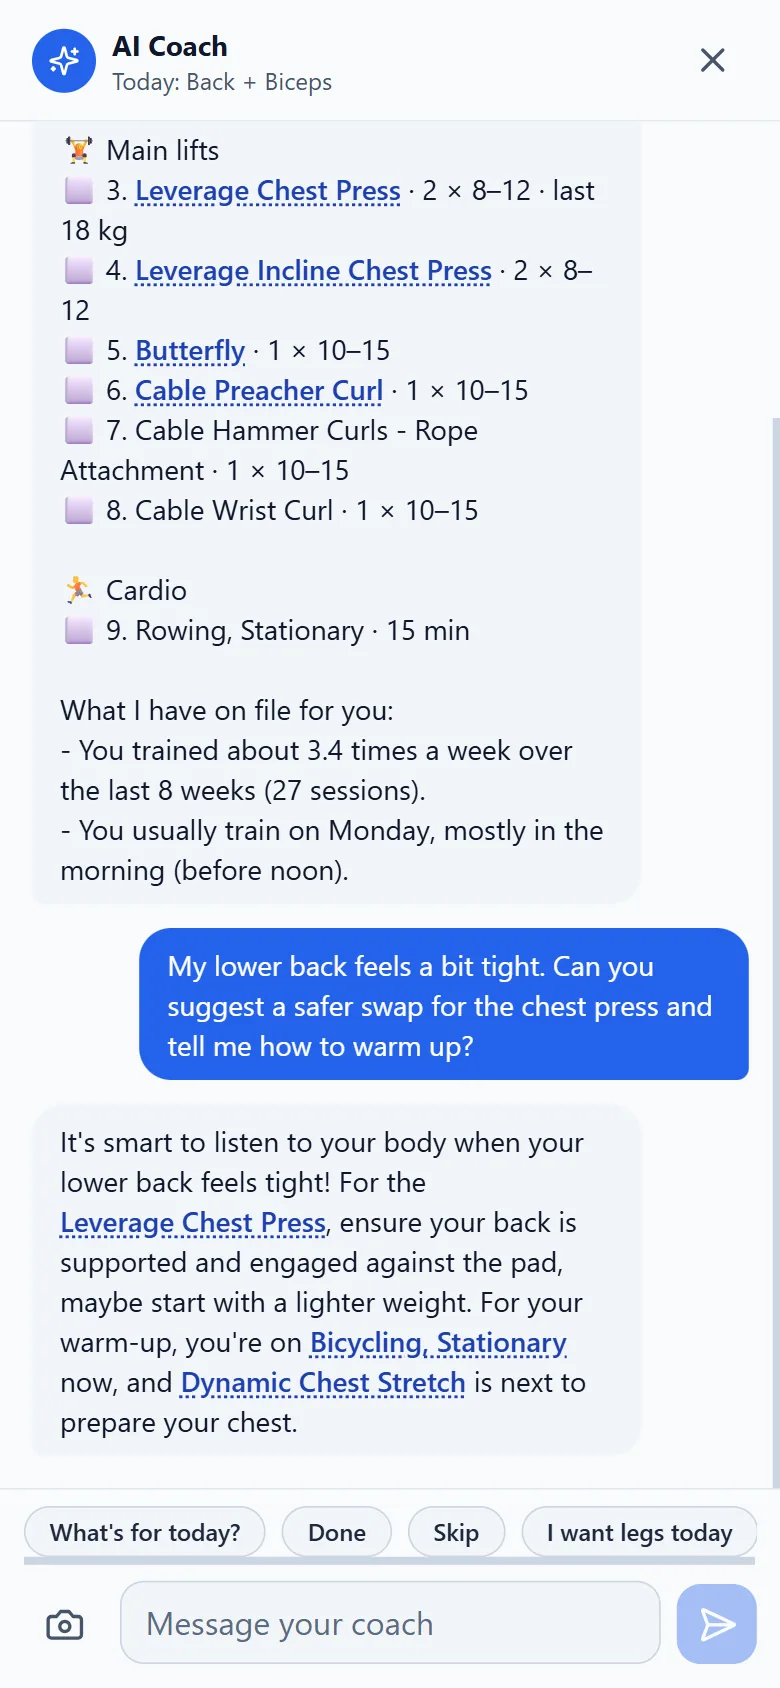 AI Coach
Today: Back + Biceps
🏋️ Main lifts
3. Leverage Chest Press · 2 × 8–12 · last
18 kg
4. Leverage Incline Chest Press · 2 × 8–
12
5. Butterfly · 1 × 10–15
6. Cable Preacher Curl · 1 × 10–15
7. Cable Hammer Curls - Rope
Attachment · 1 × 10–15
8. Cable Wrist Curl · 1 × 10–15
🏃 Cardio
9. Rowing, Stationary · 15 min
What I have on file for you:
- You trained about 3.4 times a week over
the last 8 weeks (27 sessions).
- You usually train on Monday, mostly in the
morning (before noon).
My lower back feels a bit tight. Can you
suggest a safer swap for the chest press and
tell me how to warm up?
It's smart to listen to your body when your
lower back feels tight! For the
Leverage Chest Press, ensure your back is
supported and engaged against the pad,
maybe start with a lighter weight. For your
warm-up, you're on Bicycling, Stationary
now, and Dynamic Chest Stretch is next to
prepare your chest.
What's for today? Done Skip I want legs today
Message your coach